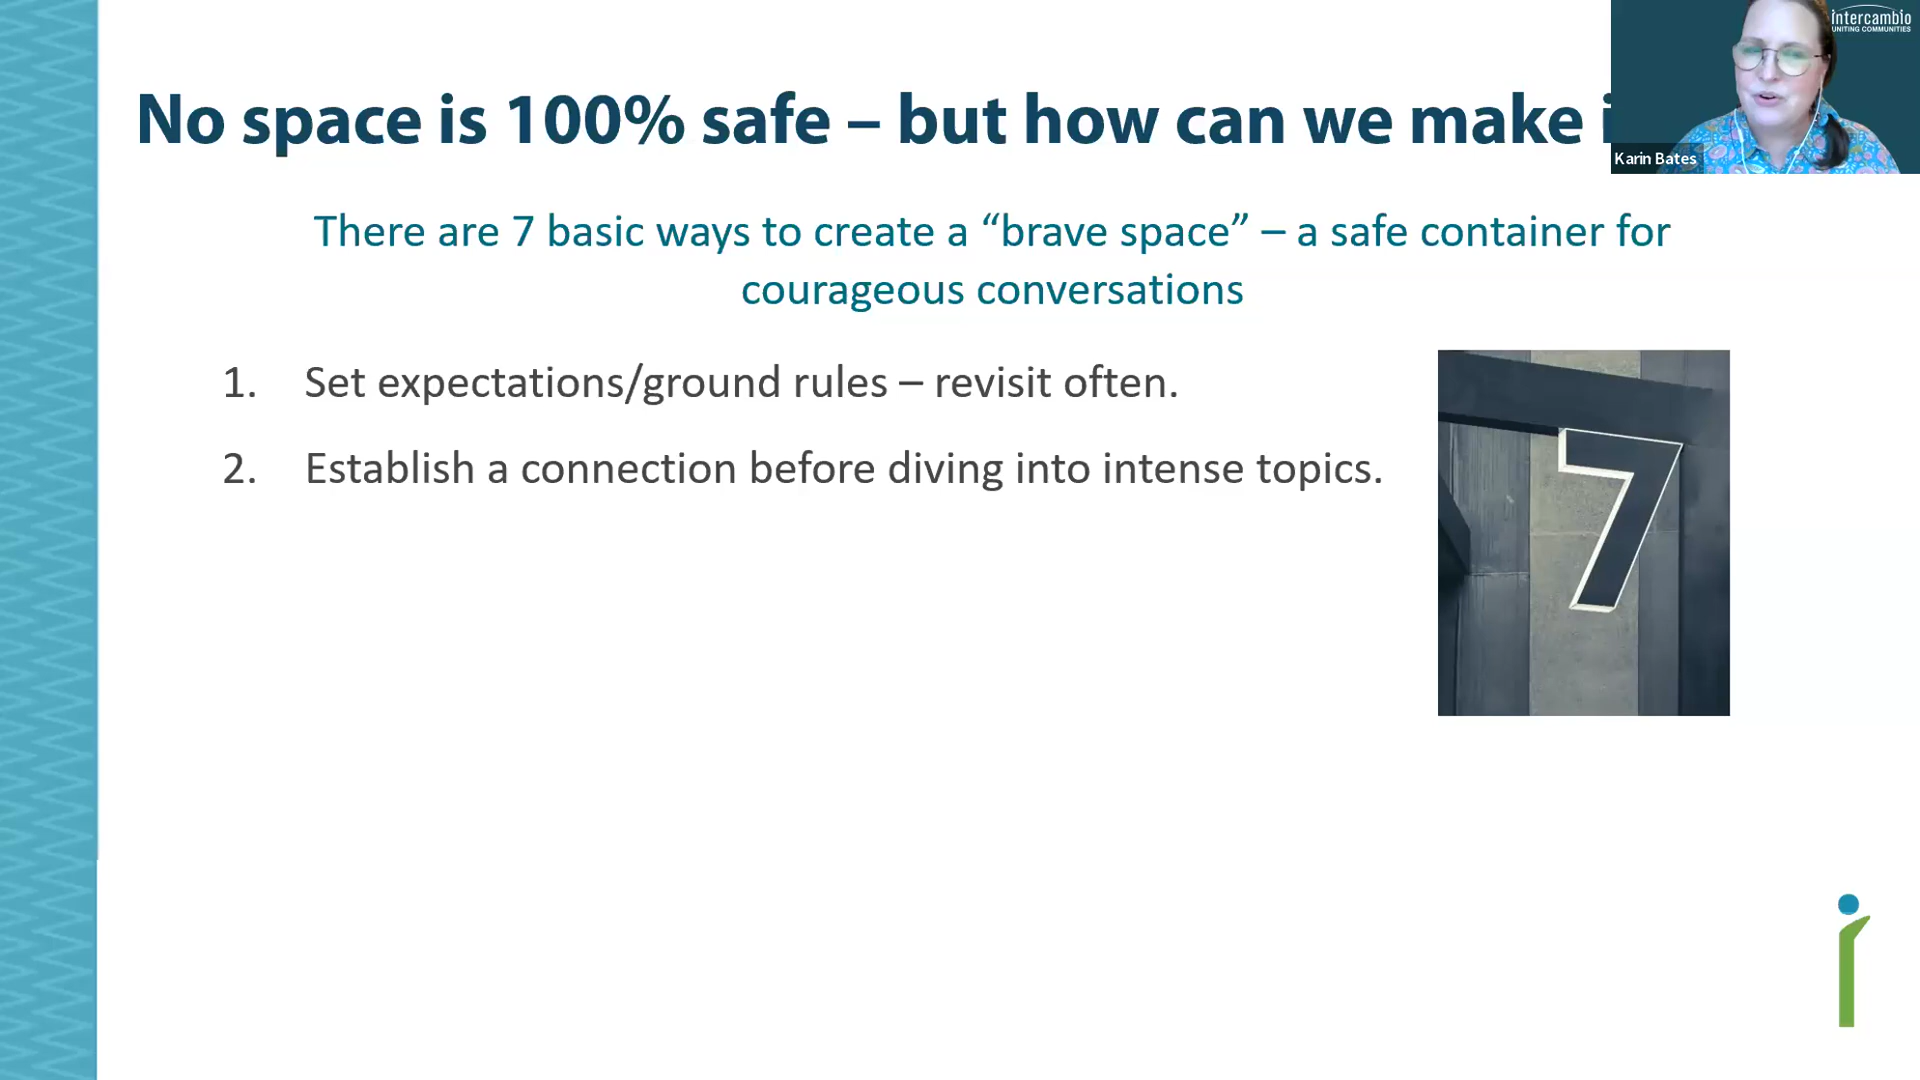 intercambio
UNITING COMMUNITIES
No space is 100% safe – but how can we make i
Karin Bates
There are 7 basic ways to create a “brave space” – a safe container for
courageous conversations
1. Set expectations/ground rules – revisit often.
2. Establish a connection before diving into intense topics.
7